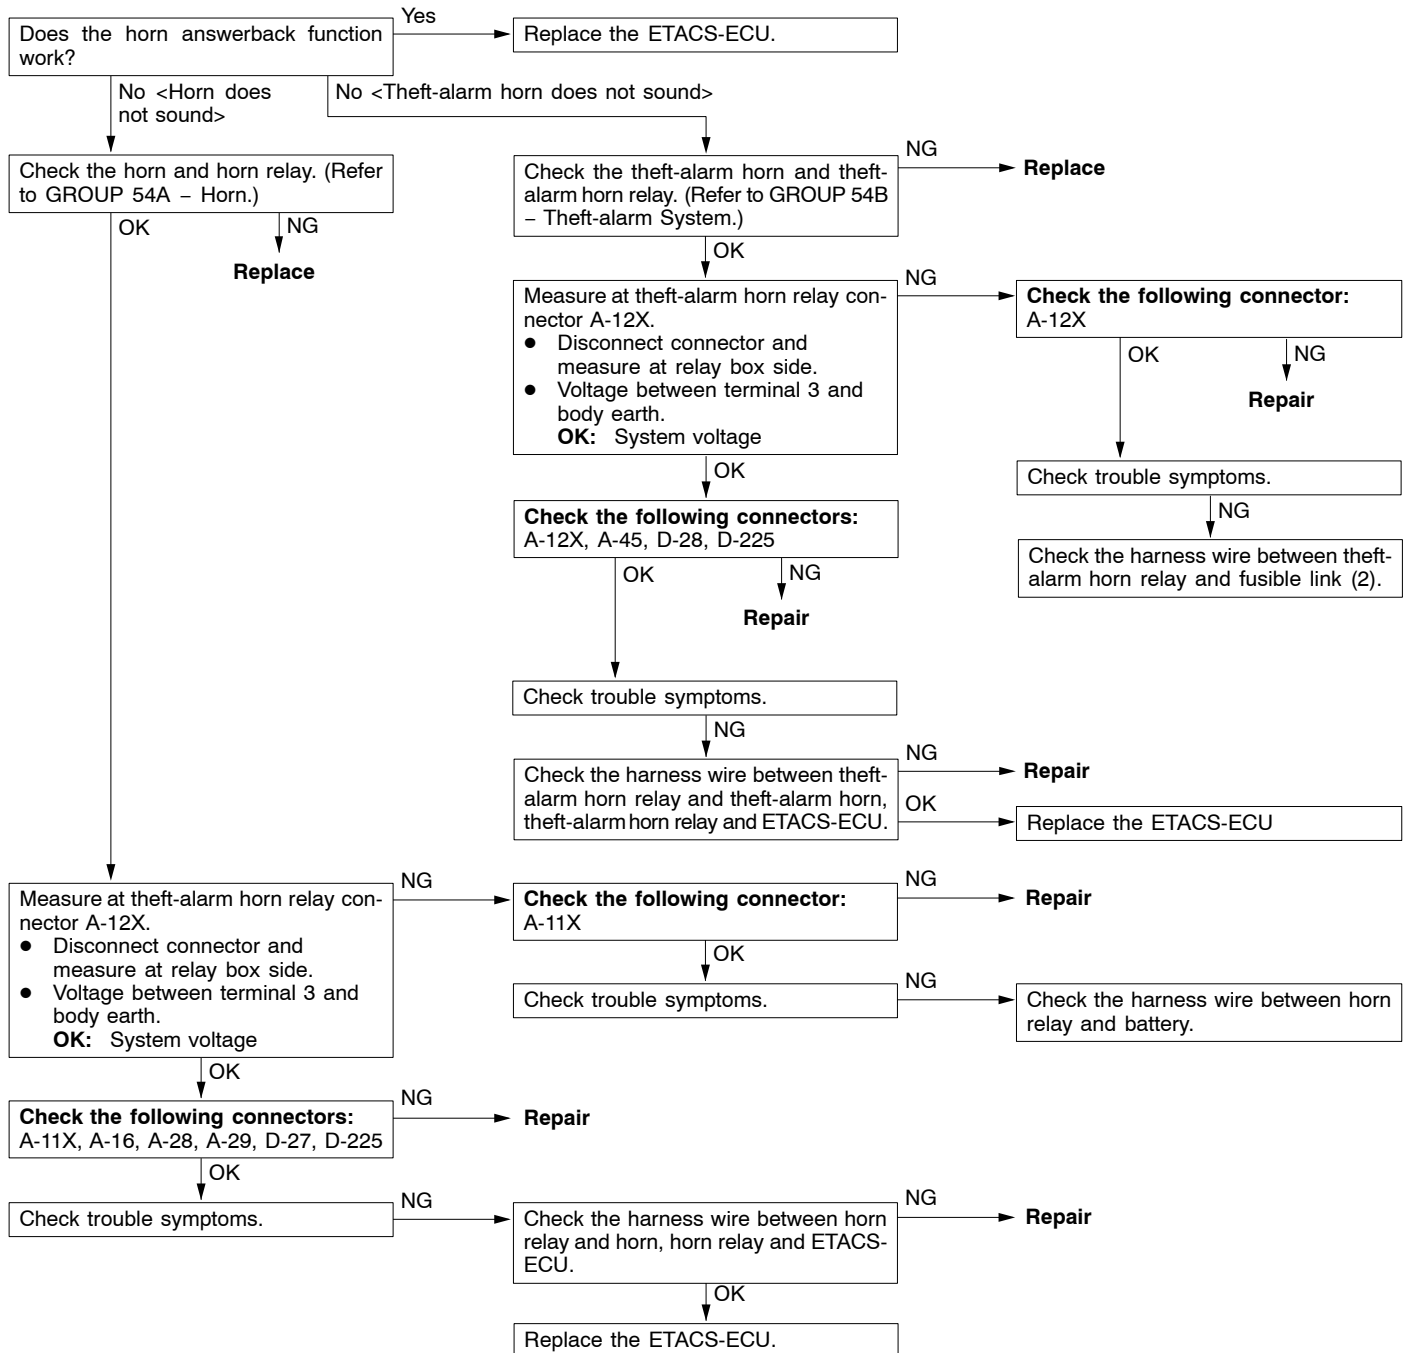 Does the horn answerback function
work?
Yes
Replace the ETACS-ECU.
No <Horn does
not sound>
No <Theft-alarm horn does not sound>
Check the horn and horn relay. (Refer
to GROUP 54A – Horn.)
OK
NG
Replace
Check the theft-alarm horn and theft-
alarm horn relay. (Refer to GROUP 54B
– Theft-alarm System.)
NG
Replace
OK
Measure at theft-alarm horn relay con-
nector A-12X.
● Disconnect connector and
measure at relay box side.
● Voltage between terminal 3 and
body earth.
OK: System voltage
NG
Check the following connector:
A-12X
OK
NG
Repair
Check trouble symptoms.
NG
Check the harness wire between theft-
alarm horn relay and fusible link (2).
OK
Check the following connectors:
A-12X, A-45, D-28, D-225
OK
NG
Repair
Check trouble symptoms.
NG
Check the harness wire between theft-
alarm horn relay and theft-alarm horn,
theft-alarm horn relay and ETACS-ECU.
NG
Repair
OK
Replace the ETACS-ECU
Measure at theft-alarm horn relay con-
nector A-12X.
● Disconnect connector and
measure at relay box side.
● Voltage between terminal 3 and
body earth.
OK: System voltage
NG
Check the following connector:
A-11X
NG
Repair
OK
Check trouble symptoms.
NG
Check the harness wire between horn
relay and battery.
OK
Check the following connectors:
A-11X, A-16, A-28, A-29, D-27, D-225
NG
Repair
OK
Check trouble symptoms.
NG
Check the harness wire between horn
relay and horn, horn relay and ETACS-
ECU.
NG
Repair
OK
Replace the ETACS-ECU.